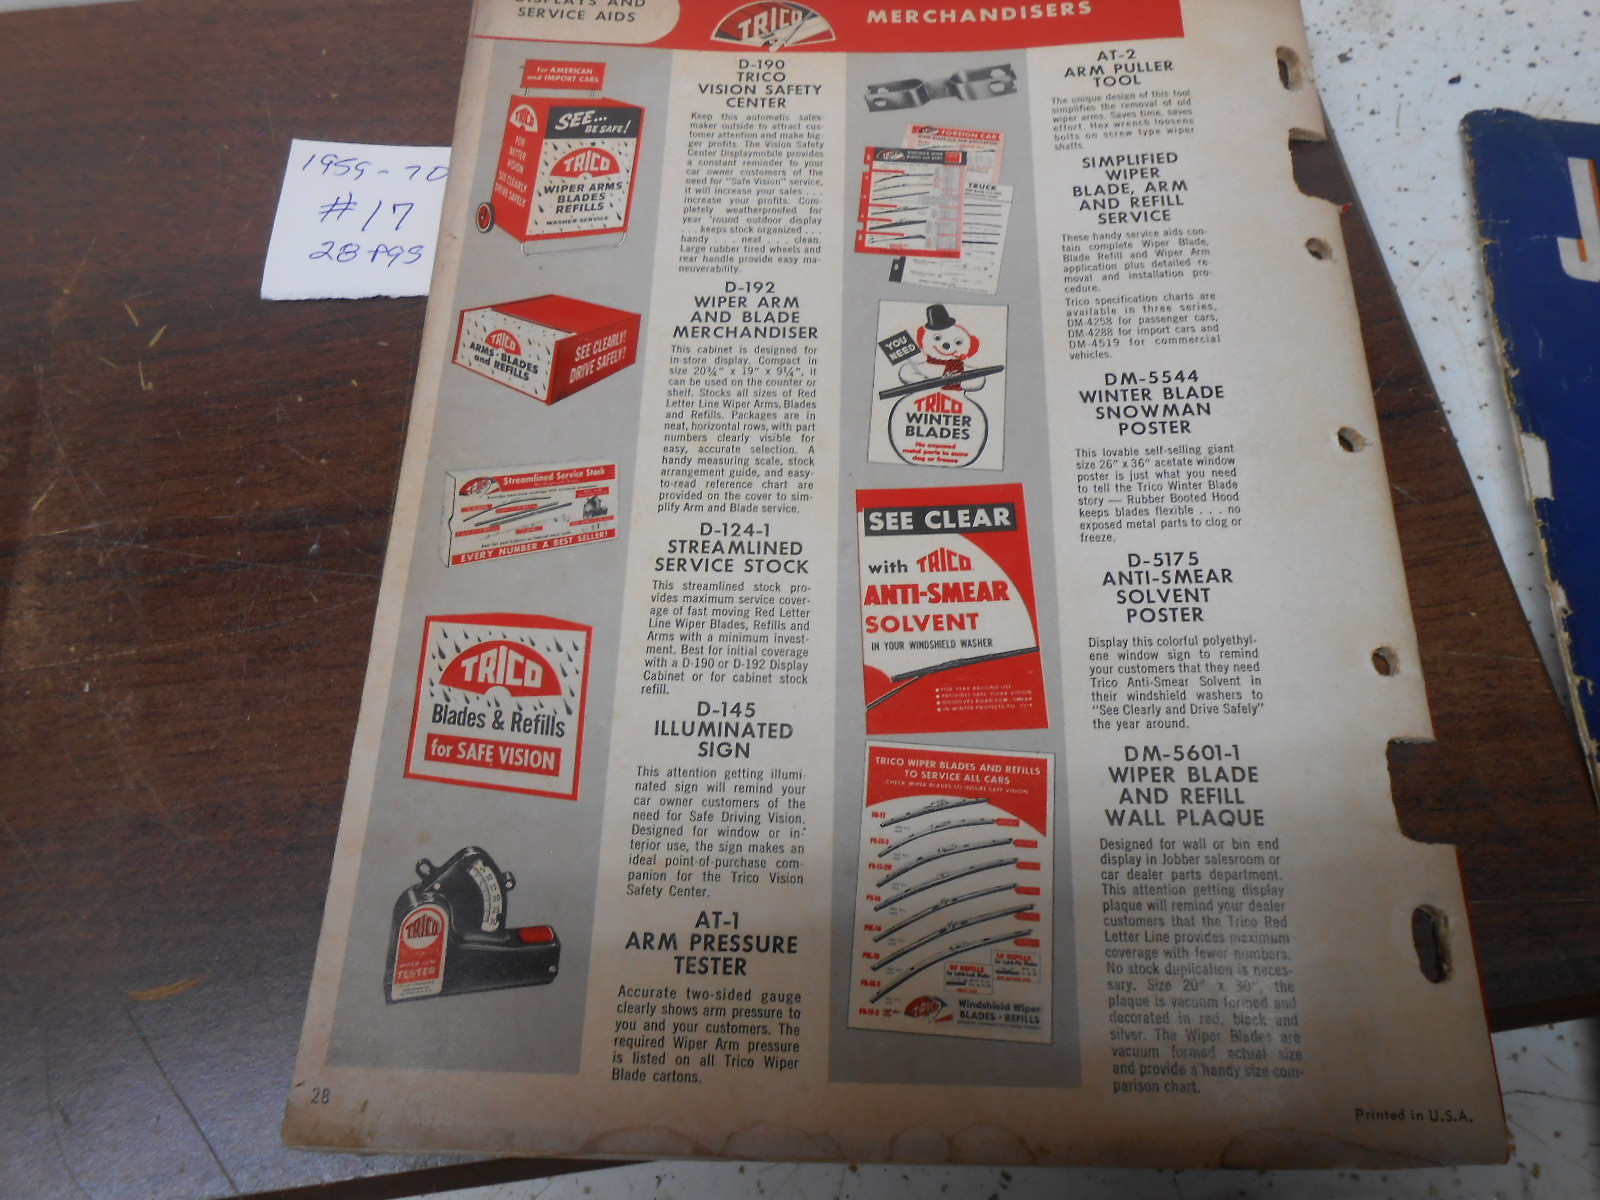 DISPLAYS AND
SERVICE AIDS
TRICO
MERCHANDISERS
1959-70
#17
28 Pgs
for AMERICAN
and IMPORT CARS
TRICO
FOR
BETTER
VISION
SEE CLEARLY
DRIVE SAFELY
SEE...
BE SAFE!
TRICO
WIPER ARMS
BLADES
REFILLS
WASHER SERVICE
D-190
TRICO
VISION SAFETY
CENTER
Keep this automatic sales-
maker outside to attract cus-
tomer attention and make big-
ger profits. The Vision Safety
Center Displaymobile provides
a constant reminder to your
car owner customers of the
need for "Safe Vision" service,
it will increase your sales . . .
increase your profits. Com-
pletely weatherproofed for
year 'round outdoor display
. . . keeps stock organized . . .
handy . . . neat . . . clean.
Large rubber tired wheels and
rear handle provide easy ma-
neuverability.
TRICO
ARMS-BLADES
and REFILLS
SEE CLEARLY!
DRIVE SAFELY!
D-192
WIPER ARM
AND BLADE
MERCHANDISER
This cabinet is designed for
in-store display. Compact in
size 20¾" x 19" x 9¼", it
can be used on the counter or
shelf. Stocks all sizes of Red
Letter Line Wiper Arms, Blades
and Refills. Packages are in
neat, horizontal rows, with part
numbers clearly visible for
easy, accurate selection. A
handy measuring scale, stock
arrangement guide, and easy-
to-read reference chart are
provided on the cover to sim-
plify Arm and Blade service.
TRICO
Streamlined Service Stock
EVERY NUMBER A BEST SELLER!
D-124-1
STREAMLINED
SERVICE STOCK
This streamlined stock pro-
vides maximum service cover-
age of fast moving Red Letter
Line Wiper Blades, Refills and
Arms with a minimum invest-
ment. Best for initial coverage
with a D-190 or D-192 Display
Cabinet or for cabinet stock
refill.
TRICO
Blades & Refills
for SAFE VISION
D-145
ILLUMINATED
SIGN
This attention getting illumi-
nated sign will remind your
car owner customers of the
need for Safe Driving Vision.
Designed for window or in-
terior use, the sign makes an
ideal point-of-purchase com-
panion for the Trico Vision
Safety Center.
TRICO
TESTER
AT-1
ARM PRESSURE
TESTER
Accurate two-sided gauge
clearly shows arm pressure to
you and your customers. The
required Wiper Arm pressure
is listed on all Trico Wiper
Blade cartons.
AT-2
ARM PULLER
TOOL
The unique design of this tool
simplifies the removal of old
wiper arms. Saves time, saves
effort. Hex wrench loosens
bolts on screw type wiper
shafts.
FOREIGN CAR
TRUCK
SIMPLIFIED
WIPER
BLADE, ARM
AND REFILL
SERVICE
These handy service aids con-
tain complete Wiper Blade,
Blade Refill and Wiper Arm
application plus detailed re-
moval and installation pro-
cedure.
Trico specification charts are
available in three series,
DM-4258 for passenger cars,
DM-4288 for import cars and
DM-4519 for commercial
vehicles.
YOU
NEED
TRICO
WINTER
BLADES
No exposed
metal parts to snow
clog or freeze
DM-5544
WINTER BLADE
SNOWMAN
POSTER
This lovable self-selling giant
size 26" x 36" acetate window
poster is just what you need
to tell the Trico Winter Blade
story — Rubber Booted Hood
keeps blades flexible . . . no
exposed metal parts to clog or
freeze.
SEE CLEAR
with TRICO
ANTI-SMEAR
SOLVENT
IN YOUR WINDSHIELD WASHER
D-5175
ANTI-SMEAR
SOLVENT
POSTER
Display this colorful polyethyl-
ene window sign to remind
your customers that they need
Trico Anti-Smear Solvent in
their windshield washers to
"See Clearly and Drive Safely"
the year around.
TRICO WIPER BLADES AND REFILLS
TO SERVICE ALL CARS
CHECK WIPER BLADES TO INSURE SAFE VISION
TRICO
Windshield Wiper
BLADES · REFILLS
DM-5601-1
WIPER BLADE
AND REFILL
WALL PLAQUE
Designed for wall or bin end
display in Jobber salesroom or
car dealer parts department.
This attention getting display
plaque will remind your dealer
customers that the Trico Red
Letter Line provides maximum
coverage with fewer numbers.
No stock duplication is neces-
sary. Size 20" x 30", the
plaque is vacuum formed and
decorated in red, black and
silver. The Wiper Blades are
vacuum formed actual size
and provide a handy size com-
parison chart.
28
Printed in U.S.A.